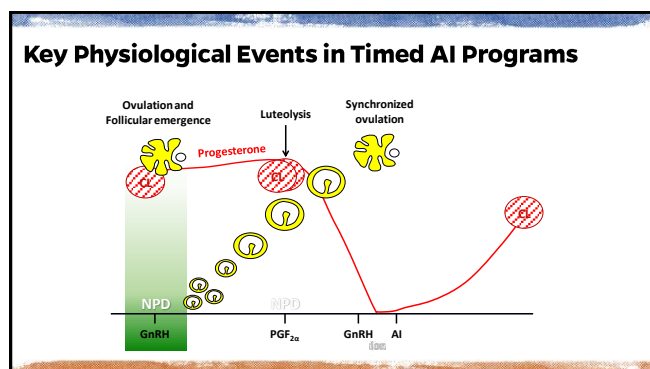 Key Physiological Events in Timed AI Programs
Ovulation and
Follicular emergence
Luteolysis
Synchronized
ovulation
Progesterone
CL
CL
CL
NPD
NPD
GnRH
PGF2α
GnRH
AI